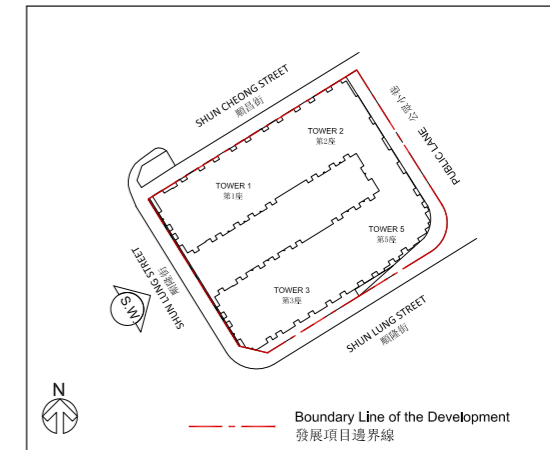 SHUN CHEONG STREET
順昌街
PUBLIC LANE
公眾小巷
TOWER 2
第2座
TOWER 1
第1座
TOWER 5
第5座
TOWER 3
第3座
SHUN LUNG STREET
順隆街
S.W
SHUN LUNG STREET
順隆街
N
Boundary Line of the Development
發展項目邊界線